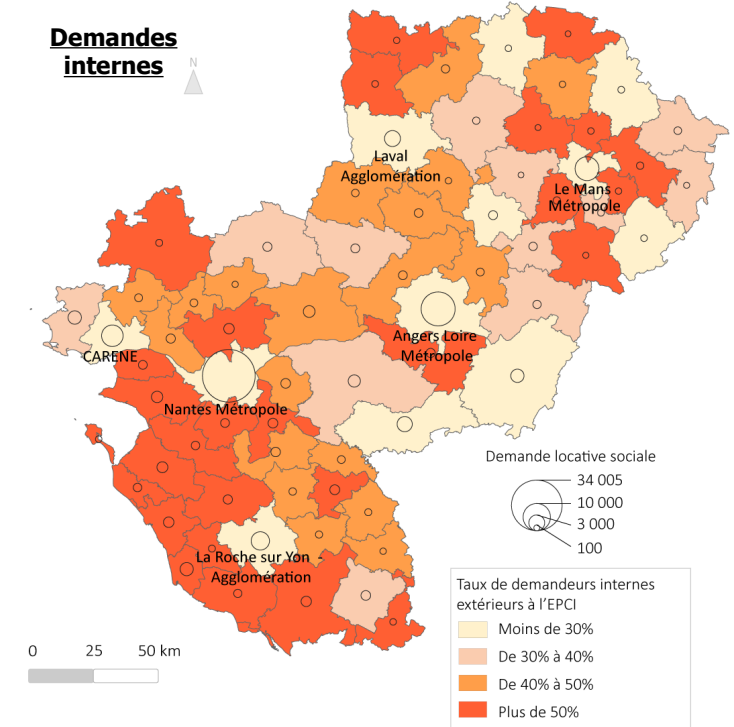 Demandes
internes
N
Laval
Agglomération
Le Mans
Métropole
CARENE
Angers Loire
Métropole
Nantes Métropole
La Roche sur Yon -
Agglomération
Demande locative sociale
34 005
10 000
3 000
100
0 25 50 km
Taux de demandeurs internes
extérieurs à l'EPCI
Moins de 30%
De 30% à 40%
De 40% à 50%
Plus de 50%